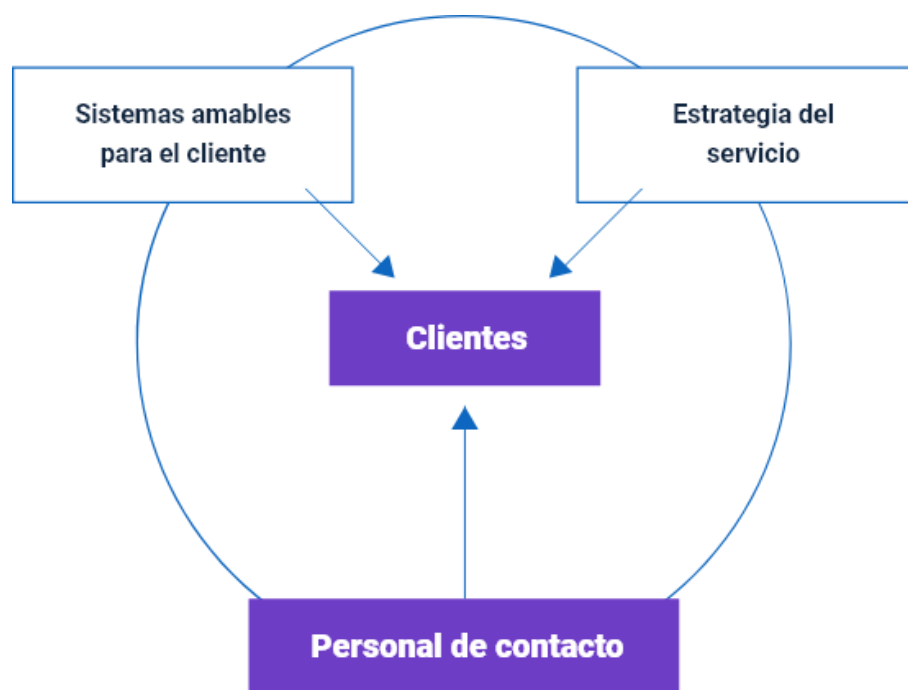 Sistemas amables
para el cliente
Estrategia del
servicio
Clientes
Personal de contacto